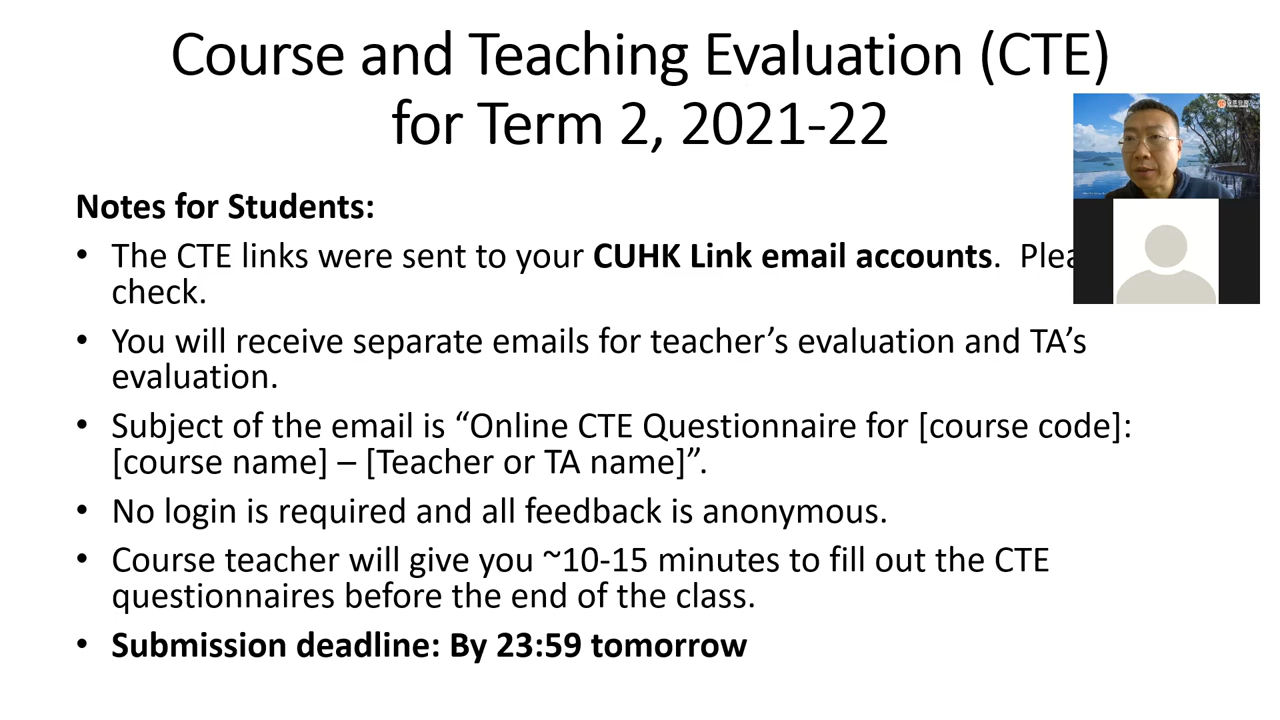 Course and Teaching Evaluation (CTE)
for Term 2, 2021-22
Notes for Students:
• The CTE links were sent to your CUHK Link email accounts. Plea
check.
• You will receive separate emails for teacher’s evaluation and TA’s
evaluation.
• Subject of the email is “Online CTE Questionnaire for [course code]:
[course name] – [Teacher or TA name]”.
• No login is required and all feedback is anonymous.
• Course teacher will give you ~10-15 minutes to fill out the CTE
questionnaires before the end of the class.
• Submission deadline: By 23:59 tomorrow